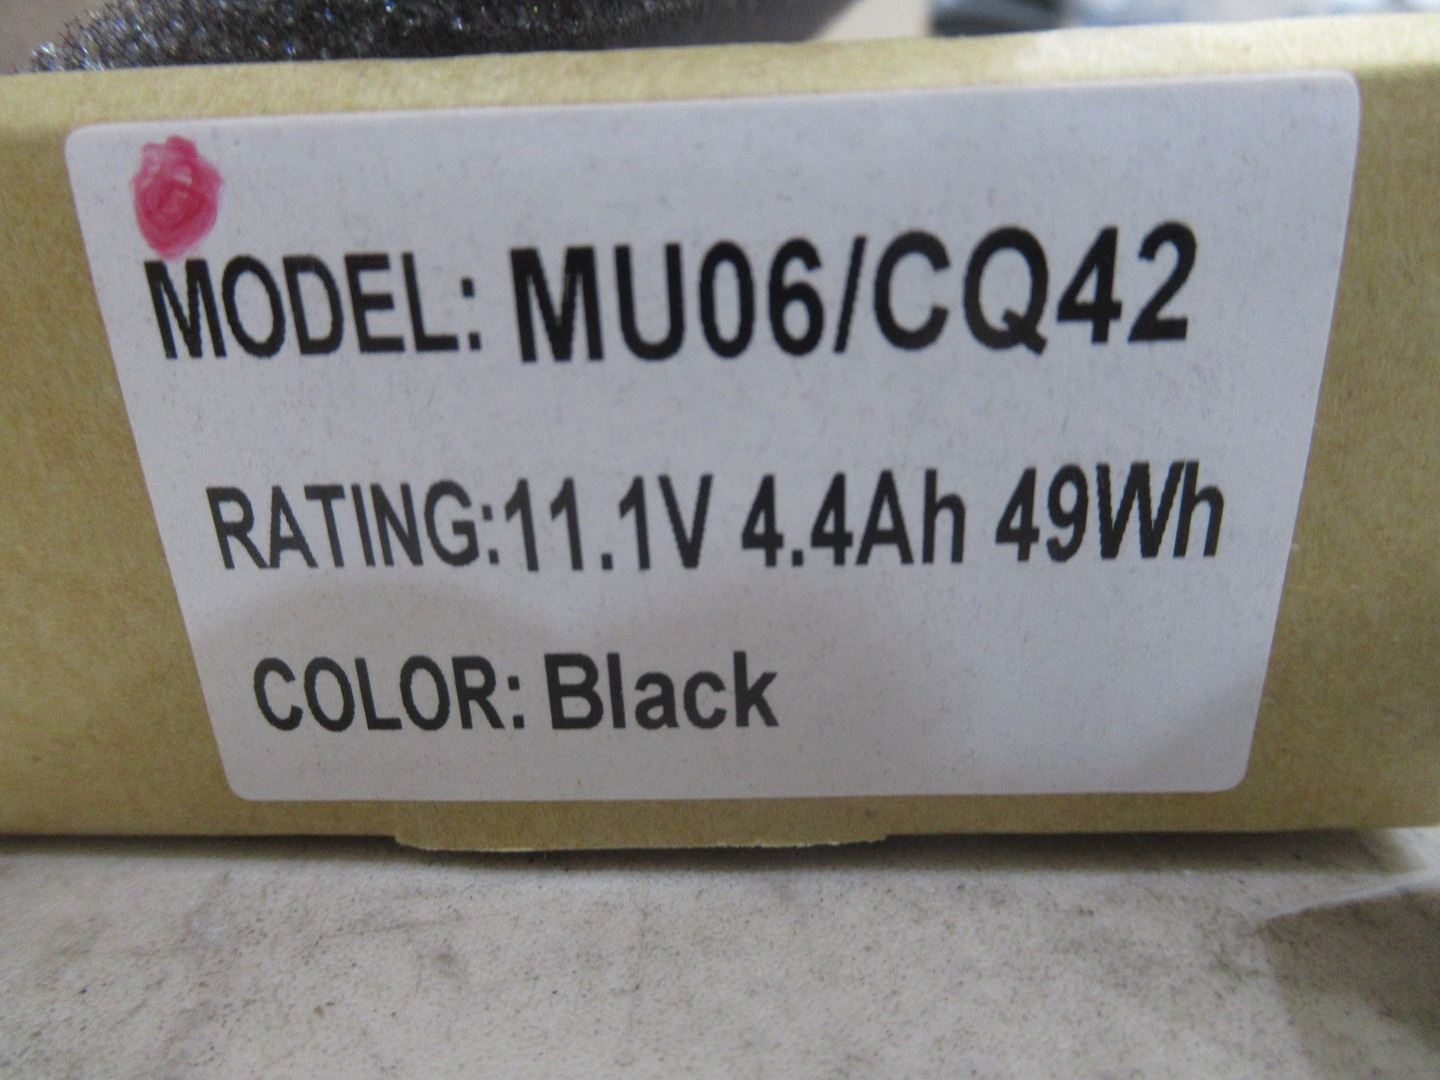 MODEL: MU06/CQ42
RATING:11.1V 4.4Ah 49Wh
COLOR: Black